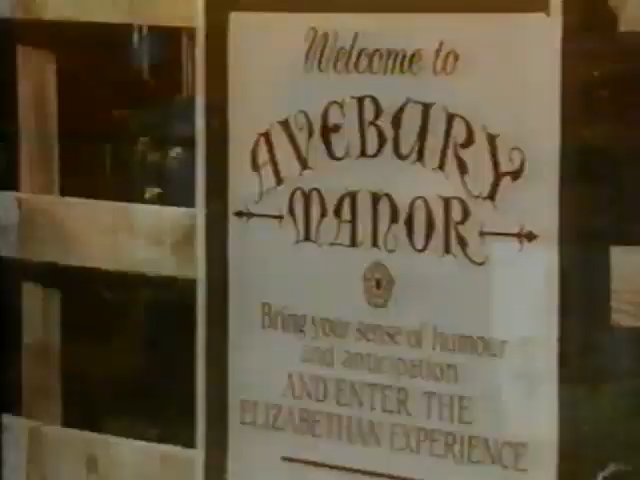 Welcome to
AVEBURY
MANOR
Bring your sense of humour
and anticipation
AND ENTER THE
ELIZABETHAN EXPERIENCE